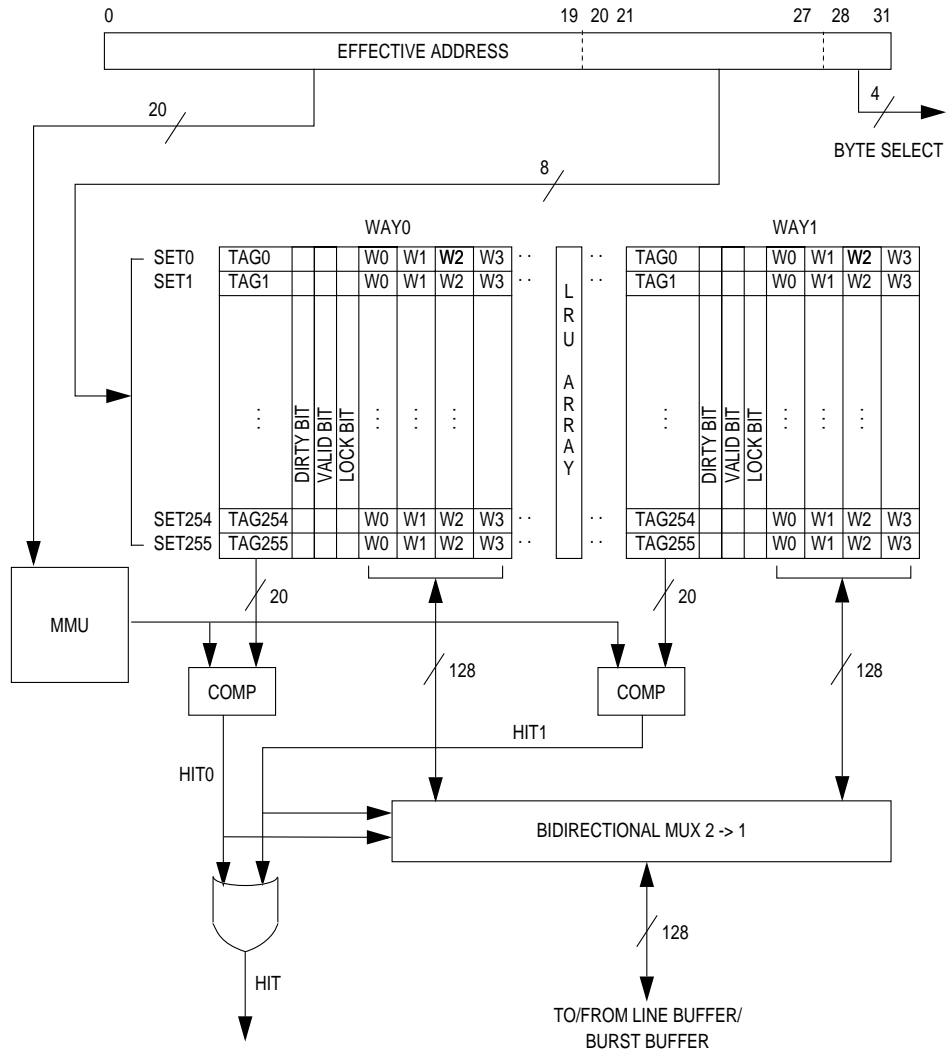 0 19 20 21 27 28 31
EFFECTIVE ADDRESS
20
4
BYTE SELECT
8
WAY0 WAY1
SET0 TAG0 W0 W1 W2 W3 .. .. TAG0 W0 W1 W2 W3
SET1 TAG1 W0 W1 W2 W3 .. .. TAG1 W0 W1 W2 W3
LRU ARRAY
... DIRTY BIT VALID BIT LOCK BIT ... ... ...
... DIRTY BIT VALID BIT LOCK BIT ... ... ...
SET254 TAG254 W0 W1 W2 W3 .. .. TAG254 W0 W1 W2 W3
SET255 TAG255 W0 W1 W2 W3 .. .. TAG255 W0 W1 W2 W3
20 20
MMU
128 128
COMP COMP
HIT1
HIT0
BIDIRECTIONAL MUX 2 -> 1
128
HIT
TO/FROM LINE BUFFER/
BURST BUFFER